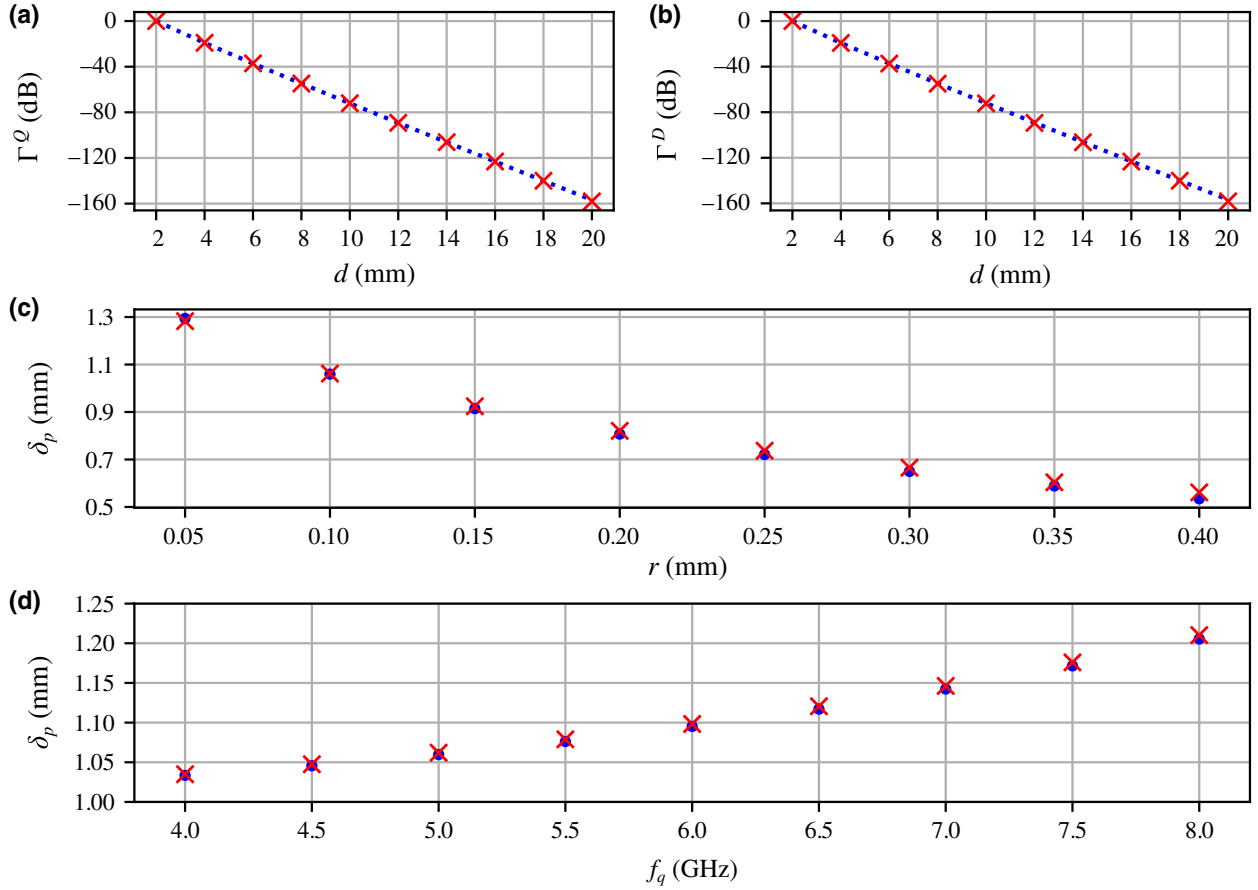 (a)
0
−40
−80
−120
−160
Γ^Q (dB)
2 4 6 8 10 12 14 16 18 20
d (mm)
(b)
0
−40
−80
−120
−160
Γ^D (dB)
2 4 6 8 10 12 14 16 18 20
d (mm)
(c)
1.3
1.1
0.9
0.7
0.5
δ_p (mm)
0.05 0.10 0.15 0.20 0.25 0.30 0.35 0.40
r (mm)
(d)
1.25
1.20
1.15
1.10
1.05
1.00
δ_p (mm)
4.0 4.5 5.0 5.5 6.0 6.5 7.0 7.5 8.0
f_q (GHz)